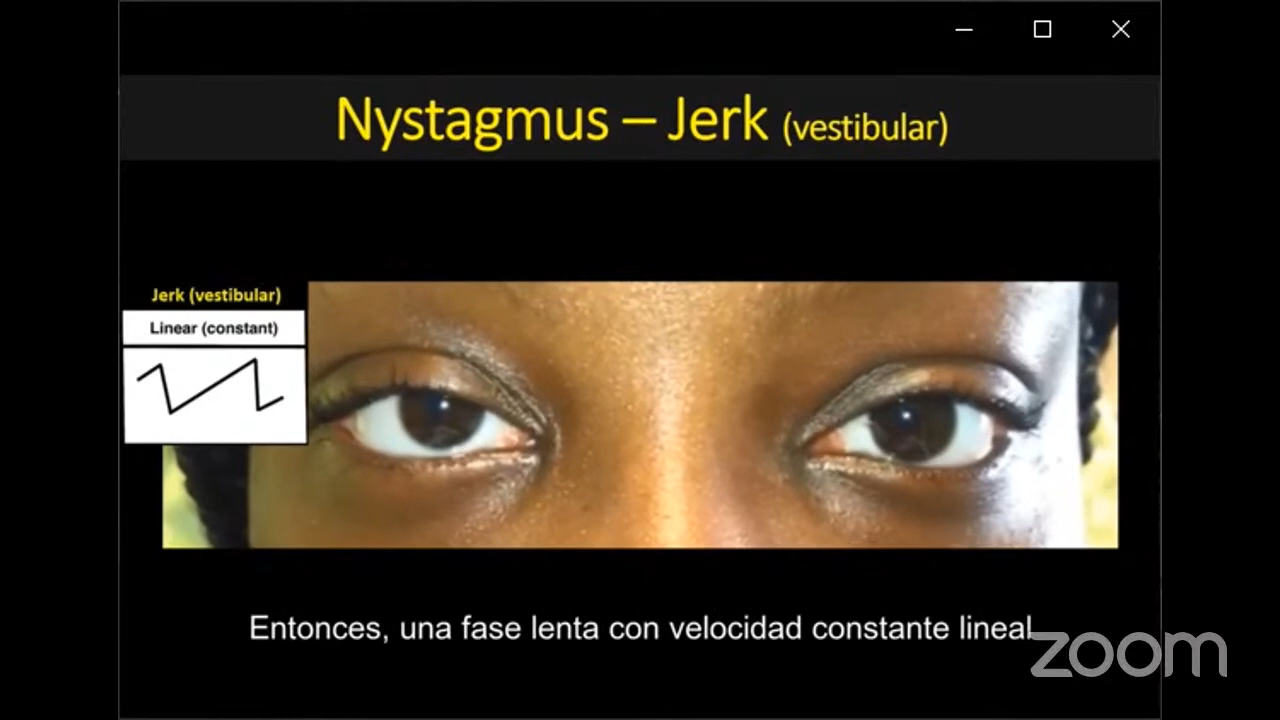 Nystagmus – Jerk (vestibular)
Jerk (vestibular)
Linear (constant)
Entonces, una fase lenta con velocidad constante lineal
zoom